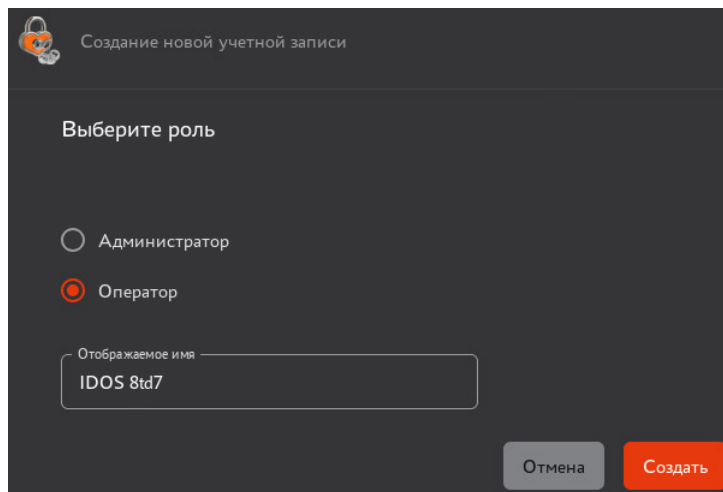 Создание новой учетной записи
Выберите роль
Администратор
Оператор
Отображаемое имя
IDOS 8td7
Отмена
Создать